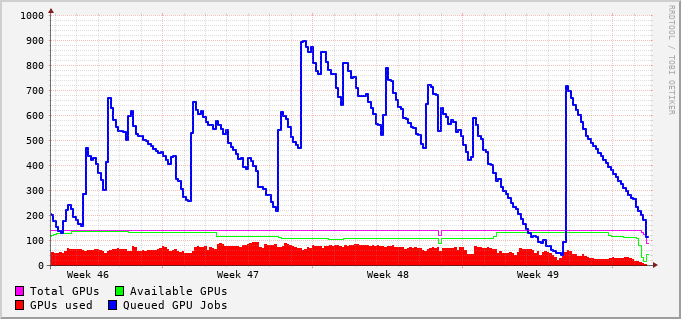 1000
900
800
700
600
500
400
300
200
100
0
Week 46 Week 47 Week 48 Week 49
Total GPUs Available GPUs
GPUs used Queued GPU Jobs
RRDTOOL / TOBI OETIKER